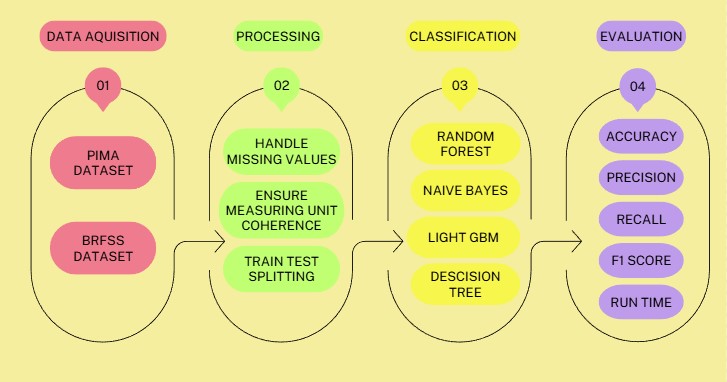 DATA AQUISITION
PROCESSING
CLASSIFICATION
EVALUATION
01
02
03
04
PIMA
DATASET
BRFSS
DATASET
HANDLE
MISSING VALUES
ENSURE
MEASURING UNIT
COHERENCE
TRAIN TEST
SPLITTING
RANDOM
FOREST
NAIVE BAYES
LIGHT GBM
DESCISION
TREE
ACCURACY
PRECISION
RECALL
F1 SCORE
RUN TIME